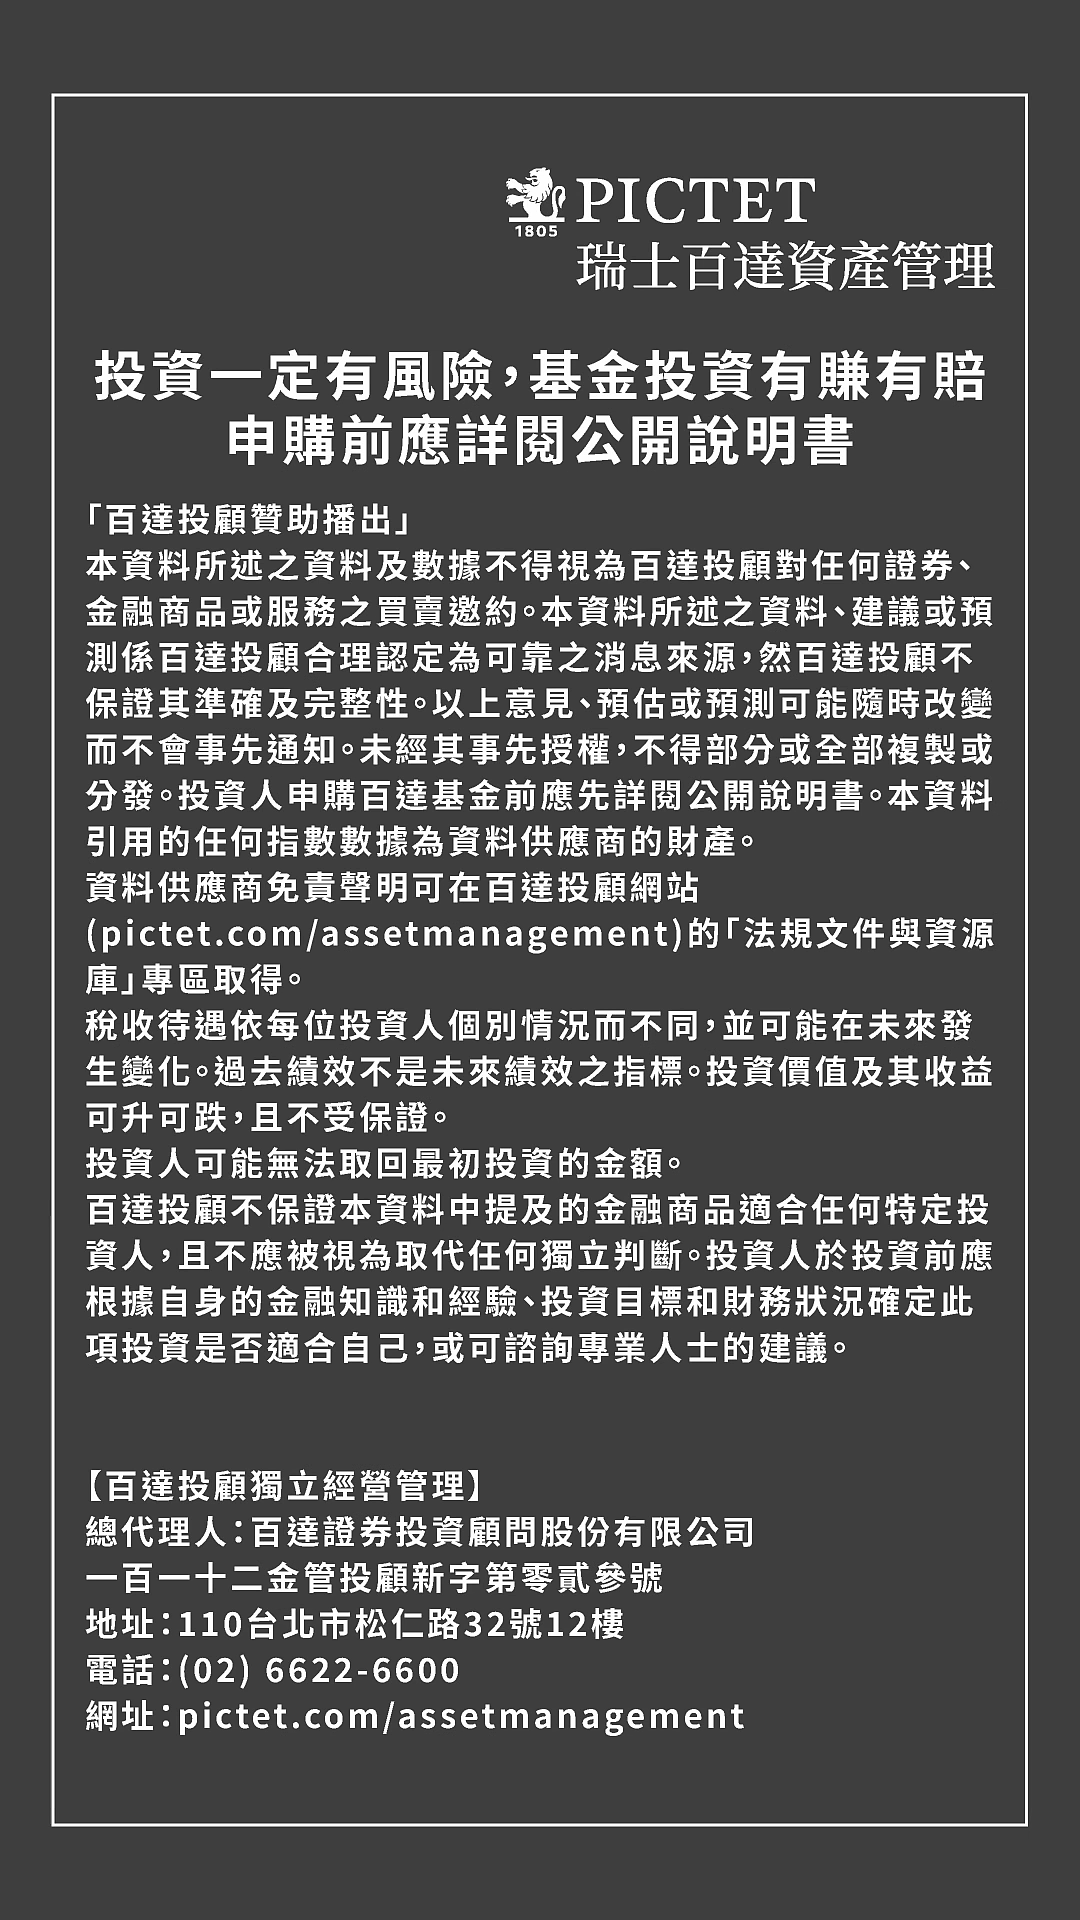 PICTET
1805
瑞士百達資產管理
投資一定有風險,基金投資有賺有賠
申購前應詳閱公開說明書
「百達投顧贊助播出」
本資料所述之資料及數據不得視為百達投顧對任何證券、
金融商品或服務之買賣邀約。本資料所述之資料、建議或預
測係百達投顧合理認定為可靠之消息來源,然百達投顧不
保證其準確及完整性。以上意見、預估或預測可能隨時改變
而不會事先通知。未經其事先授權,不得部分或全部複製或
分發。投資人申購百達基金前應先詳閱公開說明書。本資料
引用的任何指數數據為資料供應商的財產。
資料供應商免責聲明可在百達投顧網站
(pictet.com/assetmanagement)的「法規文件與資源
庫」專區取得。
稅收待遇依每位投資人個別情況而不同,並可能在未來發
生變化。過去績效不是未來績效之指標。投資價值及其收益
可升可跌,且不受保證。
投資人可能無法取回最初投資的金額。
百達投顧不保證本資料中提及的金融商品適合任何特定投
資人,且不應被視為取代任何獨立判斷。投資人於投資前應
根據自身的金融知識和經驗、投資目標和財務狀況確定此
項投資是否適合自己,或可諮詢專業人士的建議。
【百達投顧獨立經營管理】
總代理人:百達證券投資顧問股份有限公司
一百一十二金管投顧新字第零貳參號
地址:110台北市松仁路32號12樓
電話:(02) 6622-6600
網址:pictet.com/assetmanagement